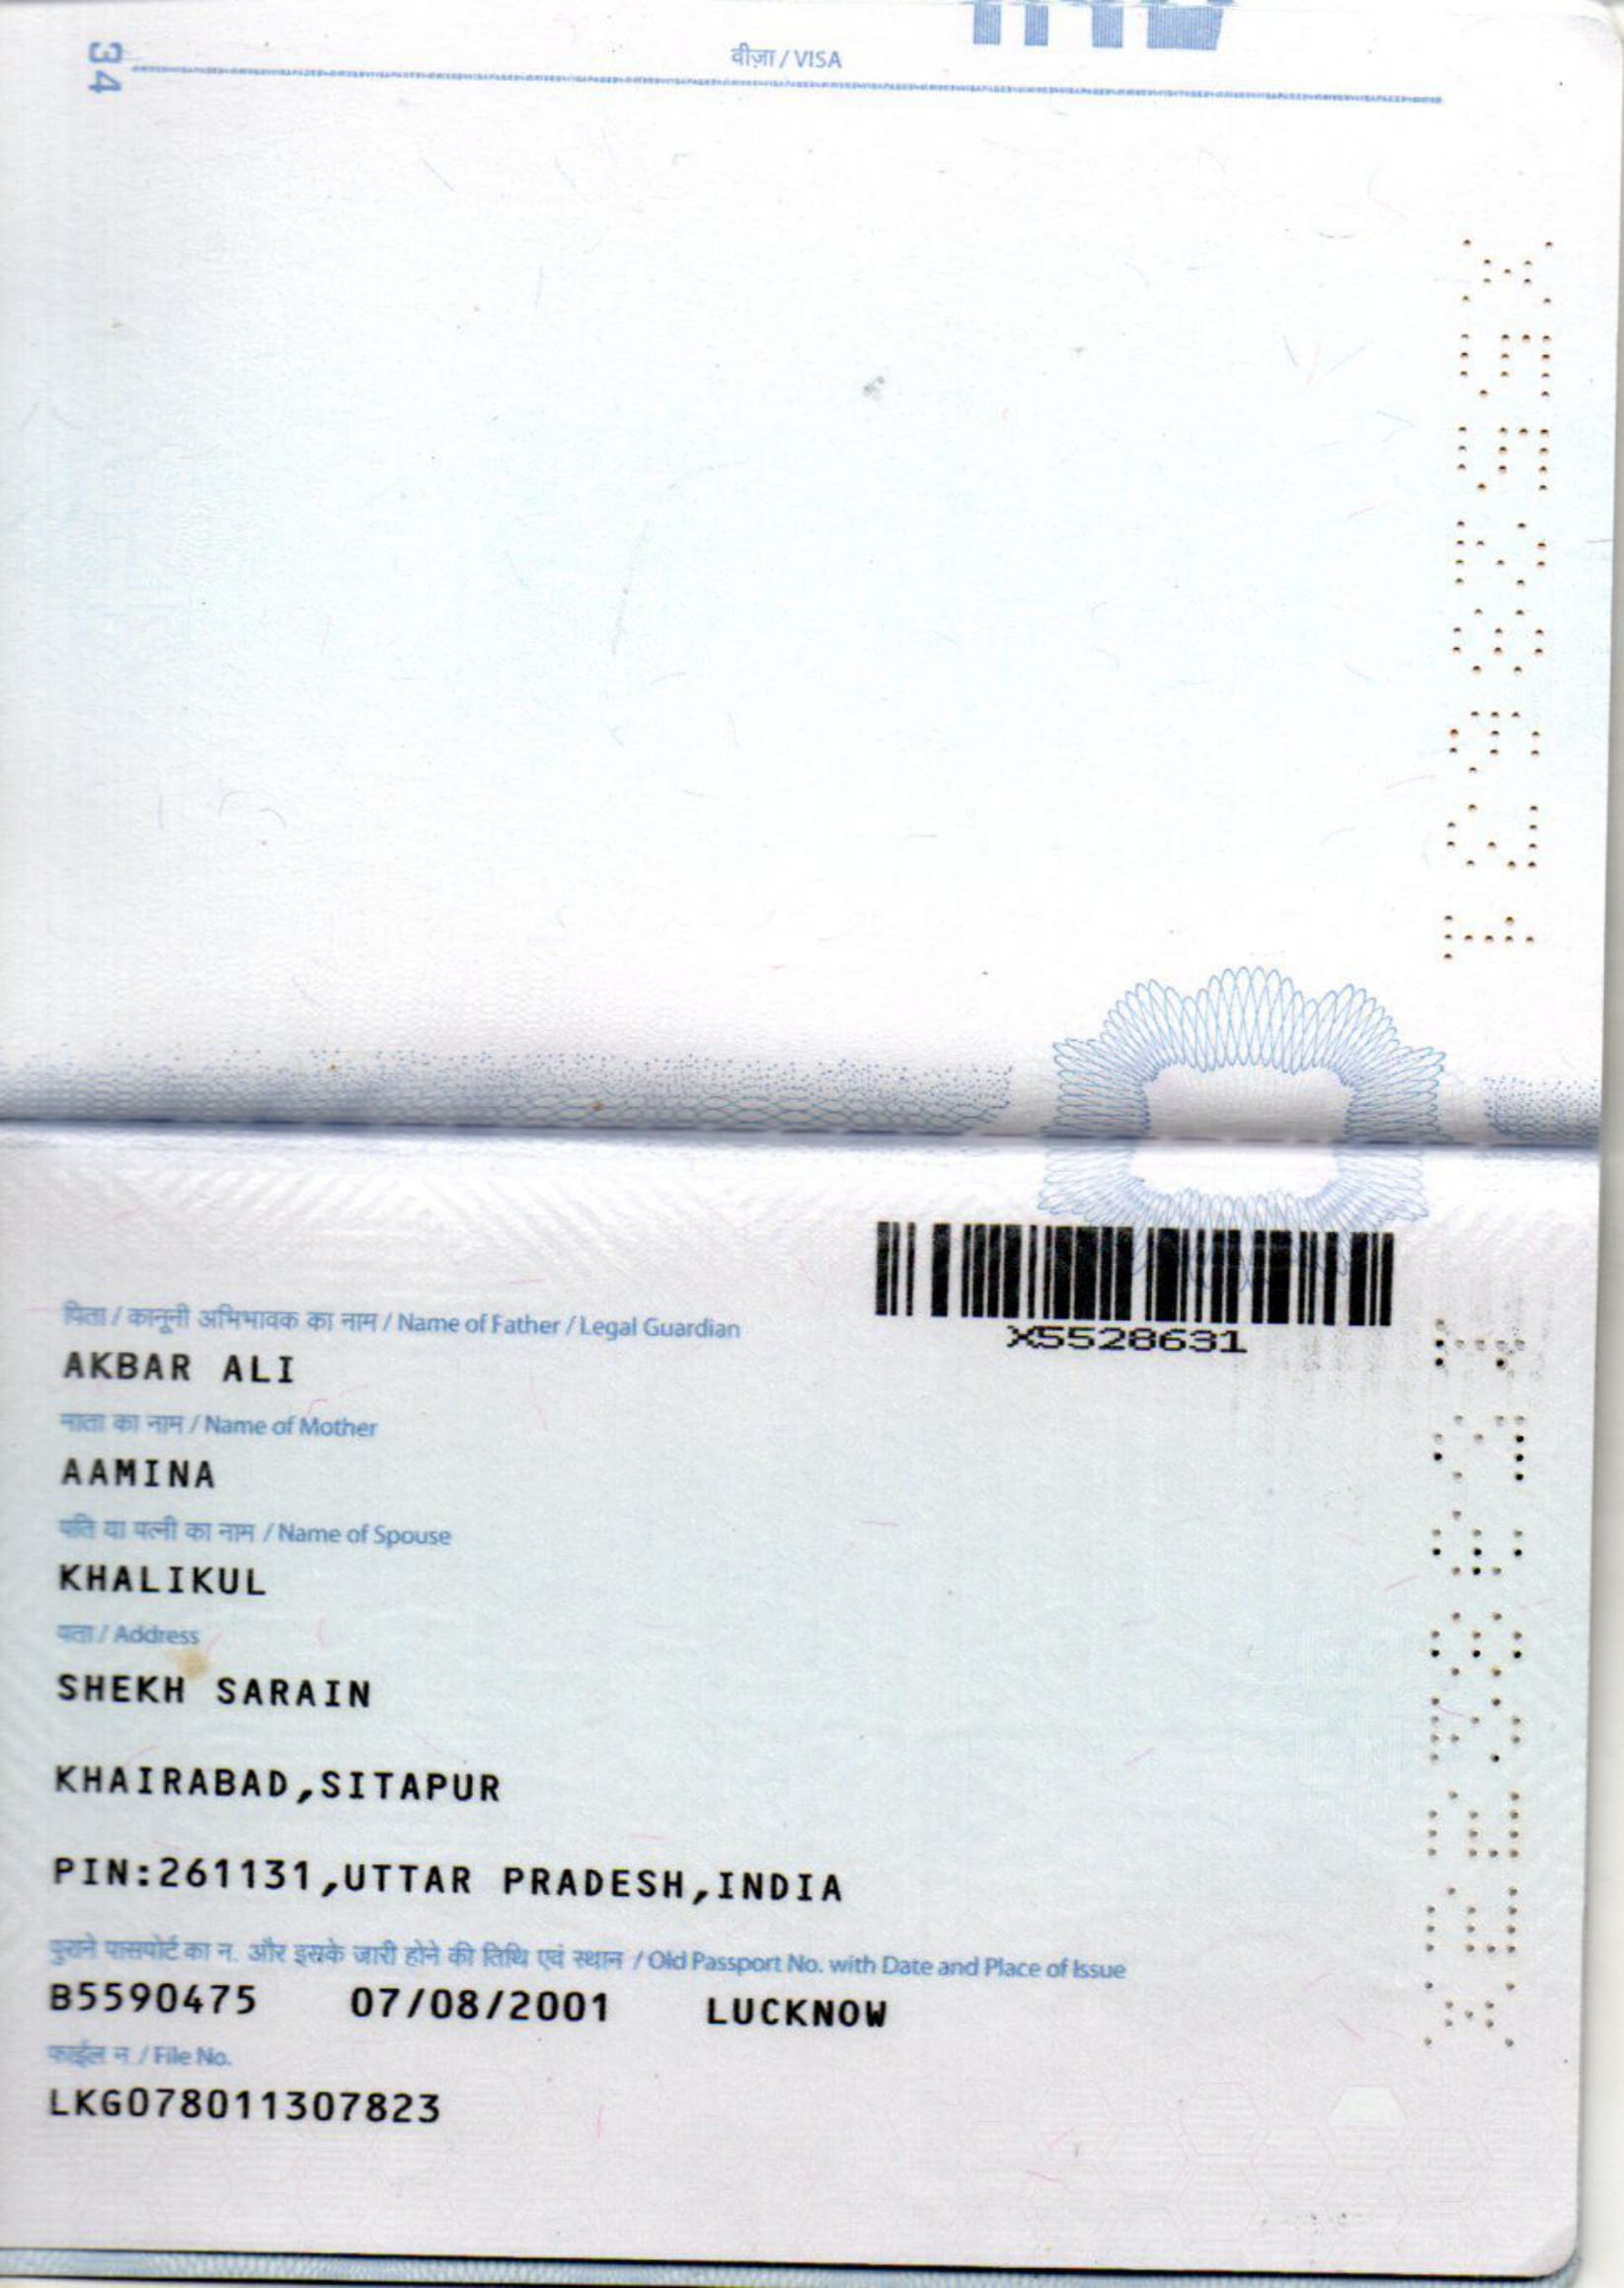 34
वीज़ा / VISA
X5528631
X5528631
पिता / कानूनी अभिभावक का नाम / Name of Father / Legal Guardian
AKBAR ALI
माता का नाम / Name of Mother
AAMINA
पति या पत्नी का नाम / Name of Spouse
KHALIKUL
पता / Address
SHEKH SARAIN
KHAIRABAD,SITAPUR
PIN:261131,UTTAR PRADESH,INDIA
पुराने पासपोर्ट का न. और इसके जारी होने की तिथि एवं स्थान / Old Passport No. with Date and Place of Issue
B5590475 07/08/2001 LUCKNOW
फाईल न / File No.
LKG078011307823
X5528631